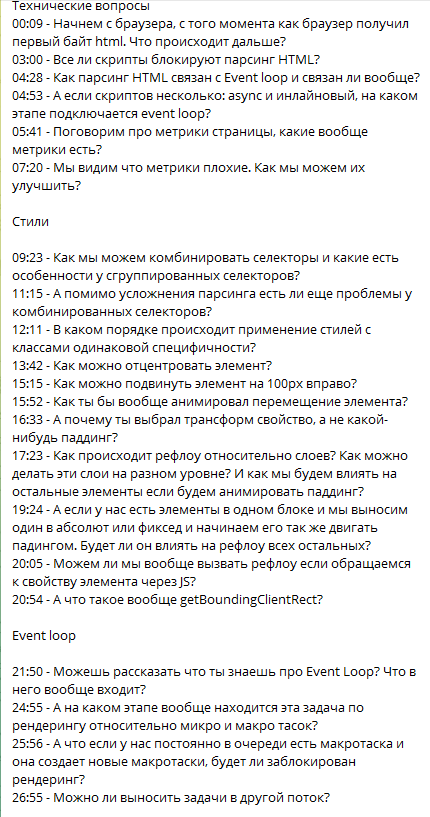 Технические вопросы
00:09 - Начнем с браузера, с того момента как браузер получил
первый байт html. Что происходит дальше?
03:00 - Все ли скрипты блокируют парсинг HTML?
04:28 - Как парсинг HTML связан с Event loop и связан ли вообще?
04:53 - А если скриптов несколько: async и инлайновый, на каком
этапе подключается event loop?
05:41 - Поговорим про метрики страницы, какие вообще
метрики есть?
07:20 - Мы видим что метрики плохие. Как мы можем их
улучшить?
Стили
09:23 - Как мы можем комбинировать селекторы и какие есть
особенности у сгруппированных селекторов?
11:15 - А помимо усложнения парсинга есть ли еще проблемы у
комбинированных селекторов?
12:11 - В каком порядке происходит применение стилей с
классами одинаковой специфичности?
13:42 - Как можно отцентровать элемент?
15:15 - Как можно подвинуть элемент на 100px вправо?
15:52 - Как ты бы вообще анимировал перемещение элемента?
16:33 - А почему ты выбрал трансформ свойство, а не какой-
нибудь паддинг?
17:23 - Как происходит рефлоу относительно слоев? Как можно
делать эти слои на разном уровне? И как мы будем влиять на
остальные элементы если будем анимировать паддинг?
19:24 - А если у нас есть элементы в одном блоке и мы выносим
один в абсолют или фиксед и начинаем его так же двигать
падингом. Будет ли он влиять на рефлоу всех остальных?
20:05 - Можем ли мы вообще вызвать рефлоу если обращаемся
к свойству элемента через JS?
20:54 - А что такое вообще getBoundingClientRect?
Event loop
21:50 - Можешь рассказать что ты знаешь про Event Loop? Что в
него вообще входит?
24:55 - А на каком этапе вообще находится эта задача по
рендерингу относительно микро и макро тасок?
25:56 - А что если у нас постоянно в очереди есть макротаска и
она создает новые макротаски, будет ли заблокирован
рендеринг?
26:55 - Можно ли выносить задачи в другой поток?